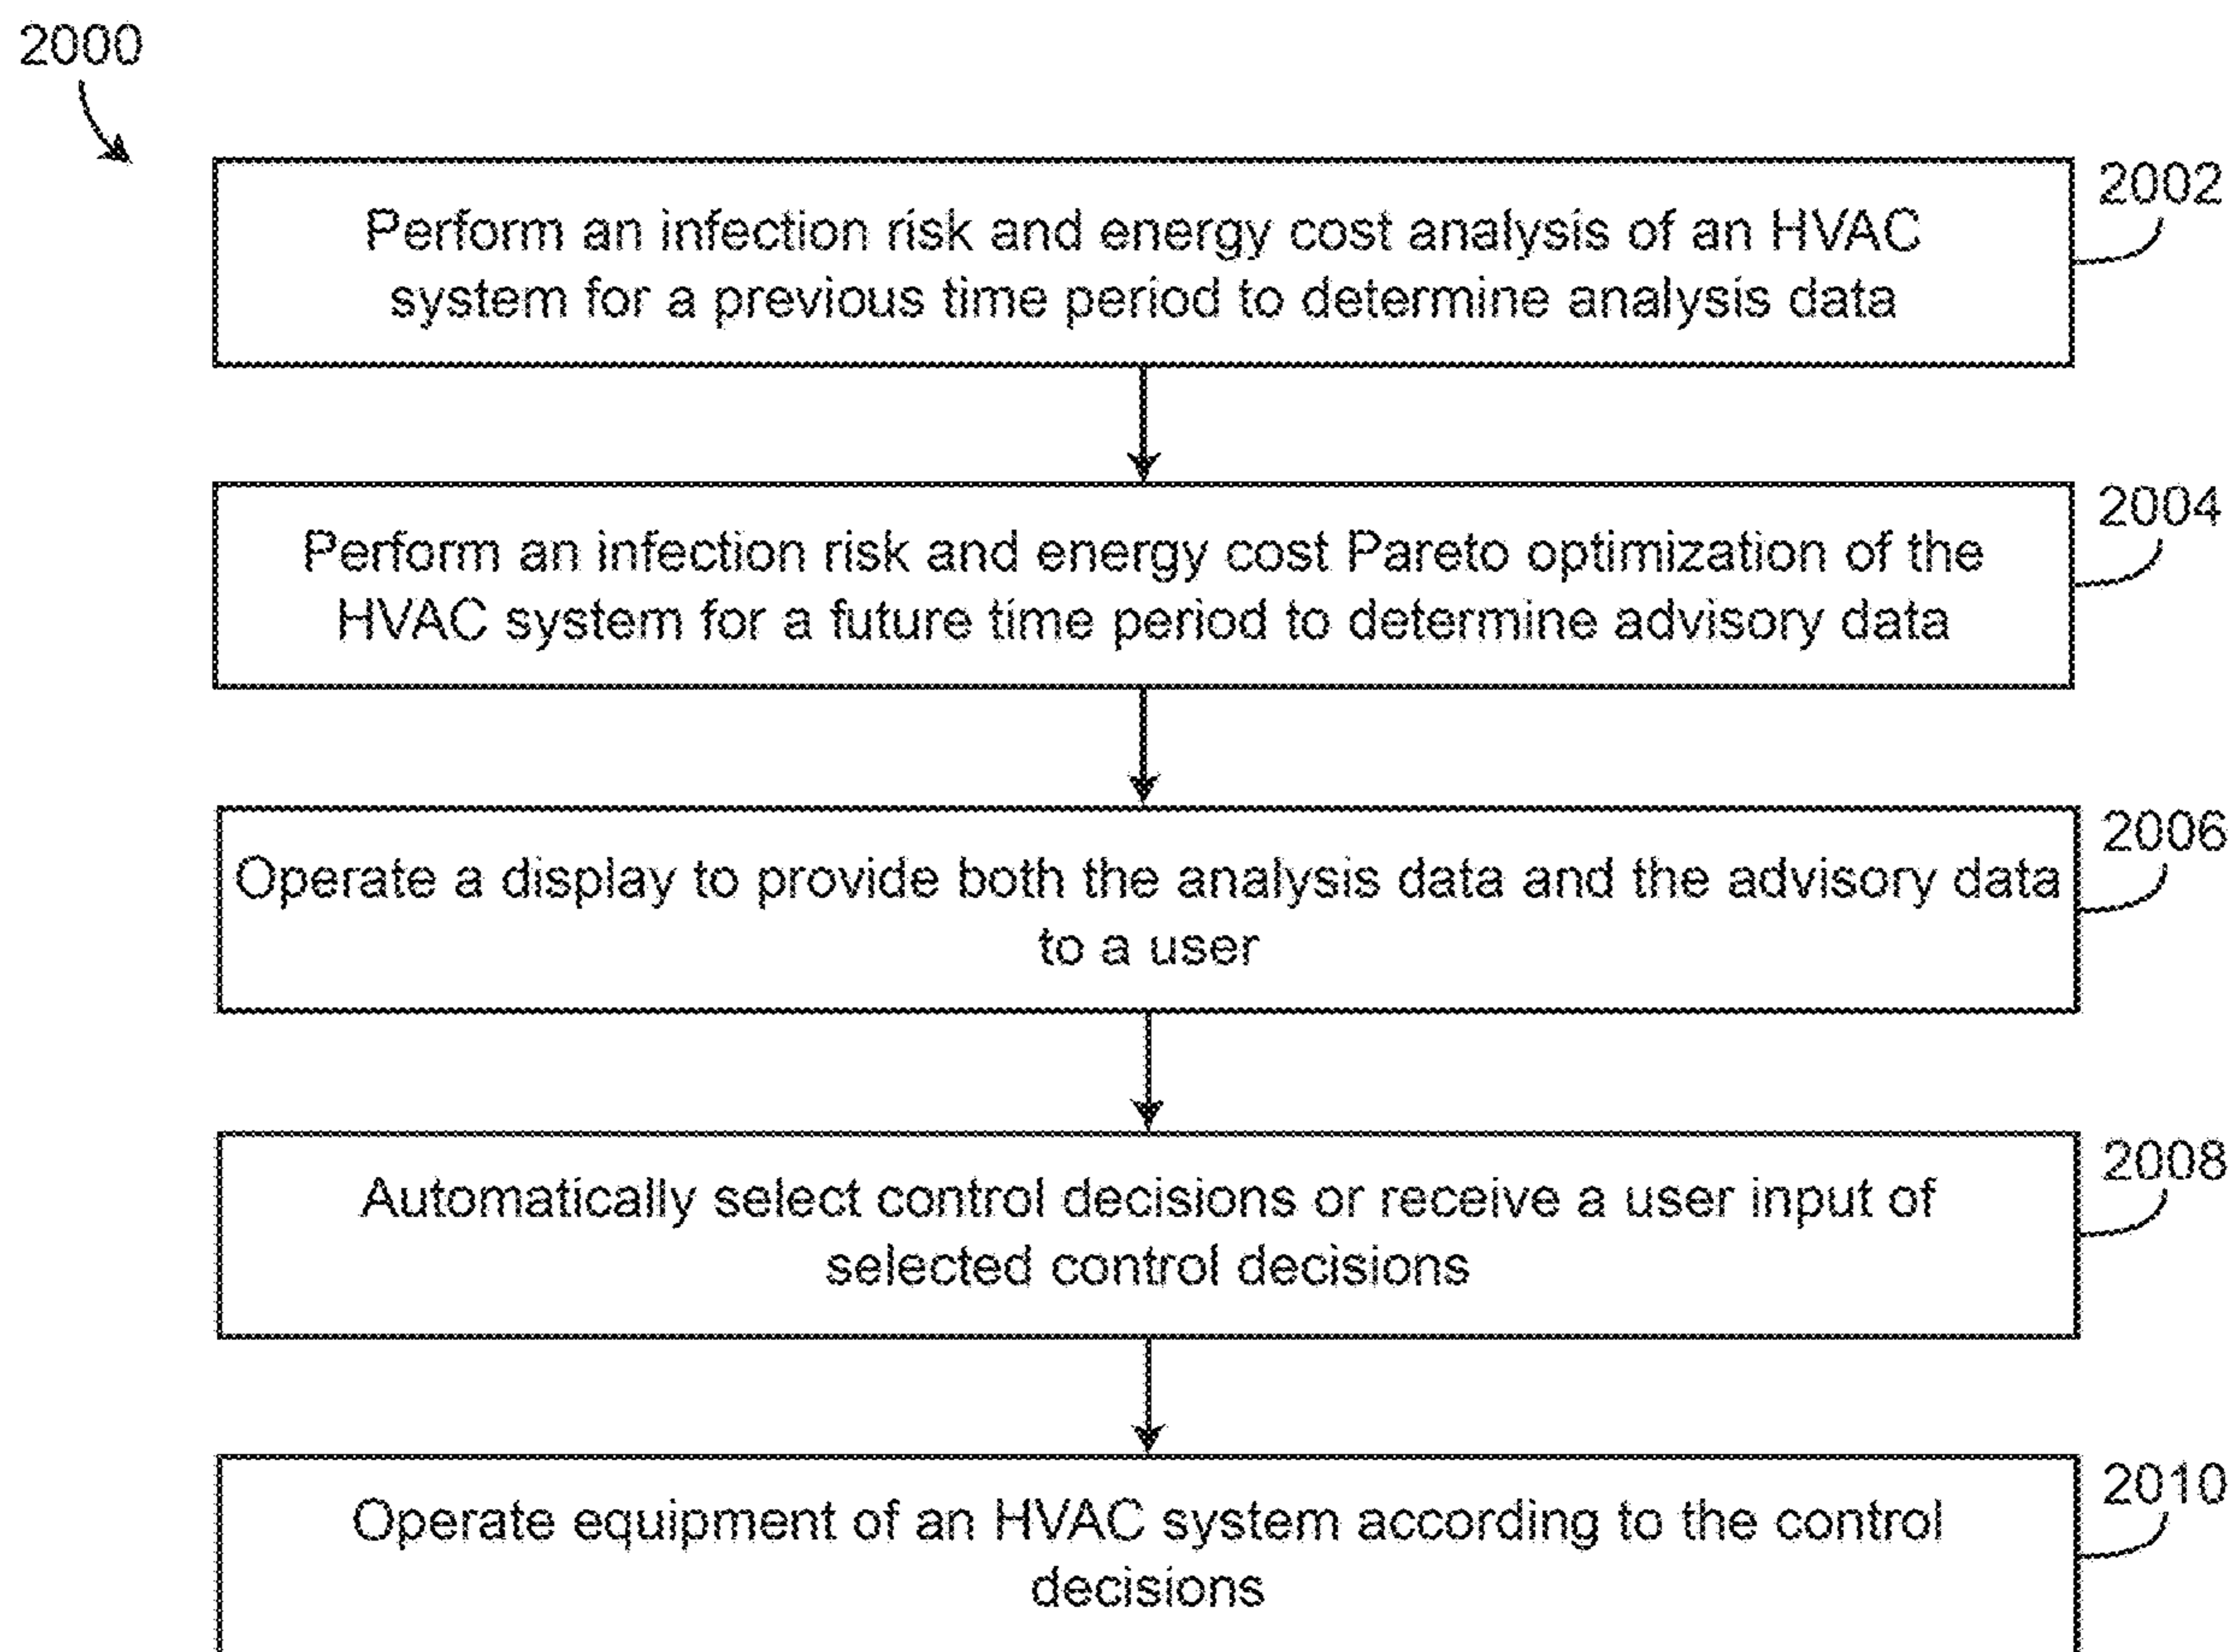 2000
2002
Perform an infection risk and energy cost analysis of an HVAC
system for a previous time period to determine analysis data
2004
Perform an infection risk and energy cost Pareto optimization of the
HVAC system for a future time period to determine advisory data
2006
Operate a display to provide both the analysis data and the advisory data
to a user
2008
Automatically select control decisions or receive a user input of
selected control decisions
2010
Operate equipment of an HVAC system according to the control
decisions